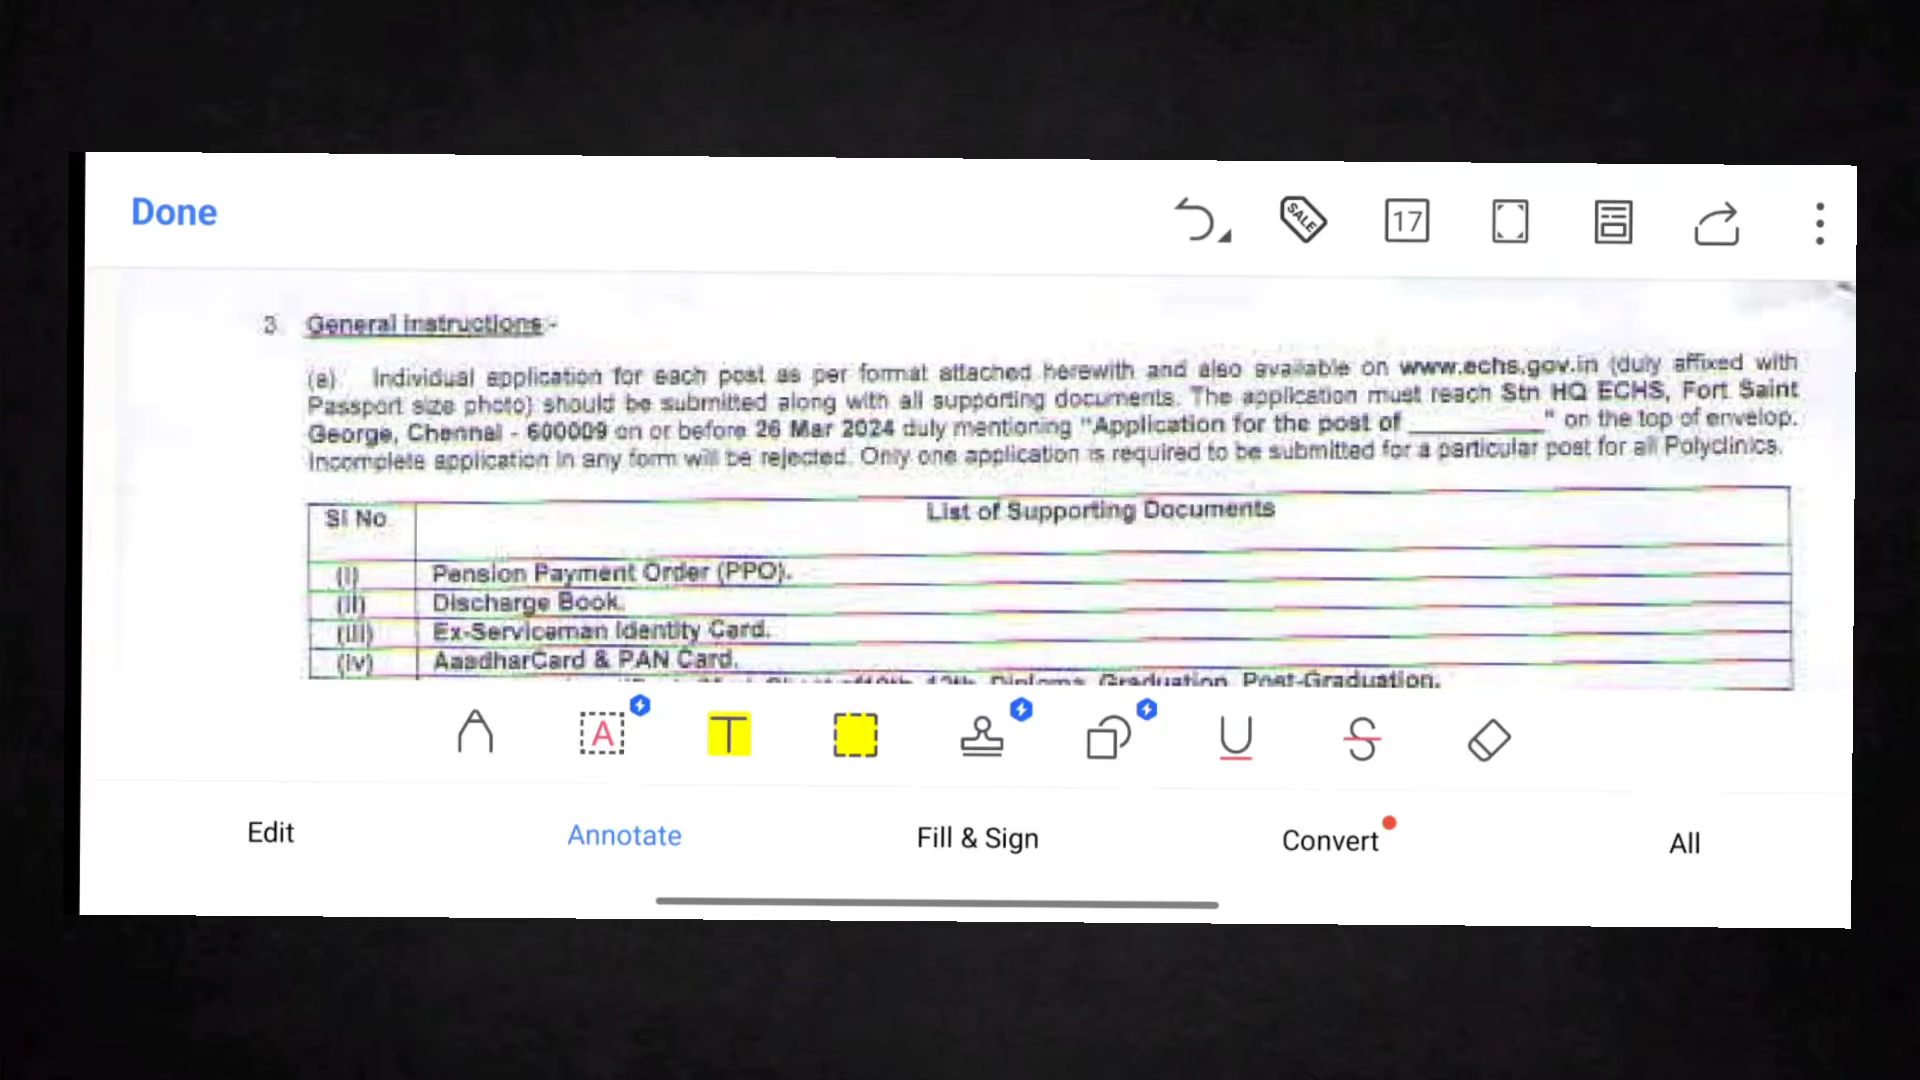 Done
SALE
17
3. General Instructions:-
(a) Individual application for each post as per format attached herewith and also available on www.echs.gov.in (duly affixed with
Passport size photo) should be submitted along with all supporting documents. The application must reach Stn HQ ECHS, Fort Saint
George, Chennai - 600009 on or before 26 Mar 2024 duly mentioning "Application for the post of __________" on the top of envelop.
Incomplete application in any form will be rejected. Only one application is required to be submitted for a particular post for all Polyclinics.
Sl No List of Supporting Documents
(i) Pension Payment Order (PPO).
(ii) Discharge Book.
(iii) Ex-Serviceman Identity Card.
(iv) AaadharCard & PAN Card.
10th, 12th, Diploma, Graduation, Post-Graduation.
A
T
U
S
Edit Annotate Fill & Sign Convert All